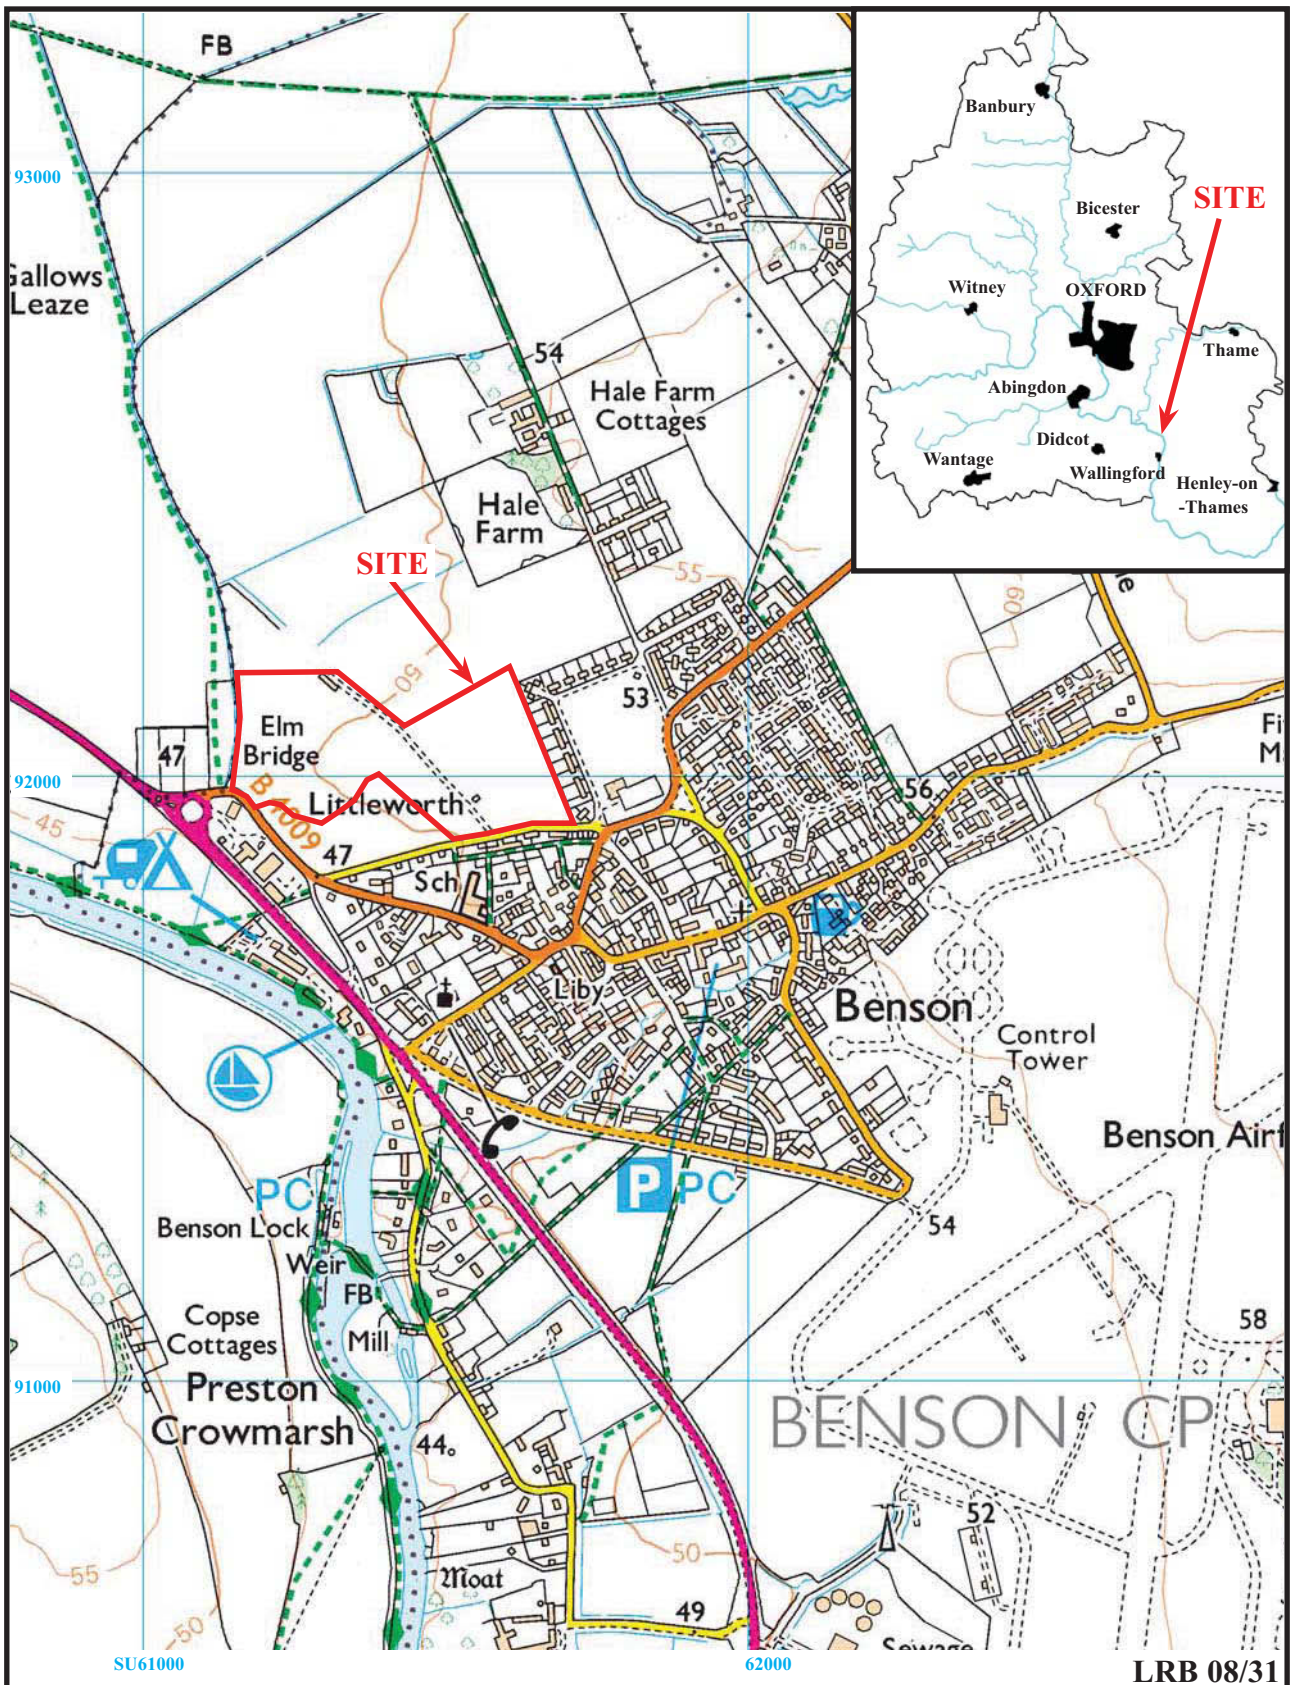 FB
93000
Gallows
Leaze
54
Hale Farm
Cottages
Hale
Farm
SITE
55
60
50
53
Elm
Bridge
47
92000
B 4009
Littleworth
56
45
47
Sch
Liby
Benson
Control
Tower
Benson Airf
P PC
PC
Benson Lock
54
Weir
FB
Mill
Copse
Cottages
58
91000
Preston
Crowmarsh
BENSON CP
44
52
50
55
Moat
49
50
Sewage
SU61000
62000
LRB 08/31
Banbury
Bicester
SITE
Witney
OXFORD
Thame
Abingdon
Didcot
Wantage
Wallingford
Henley-on
-Thames